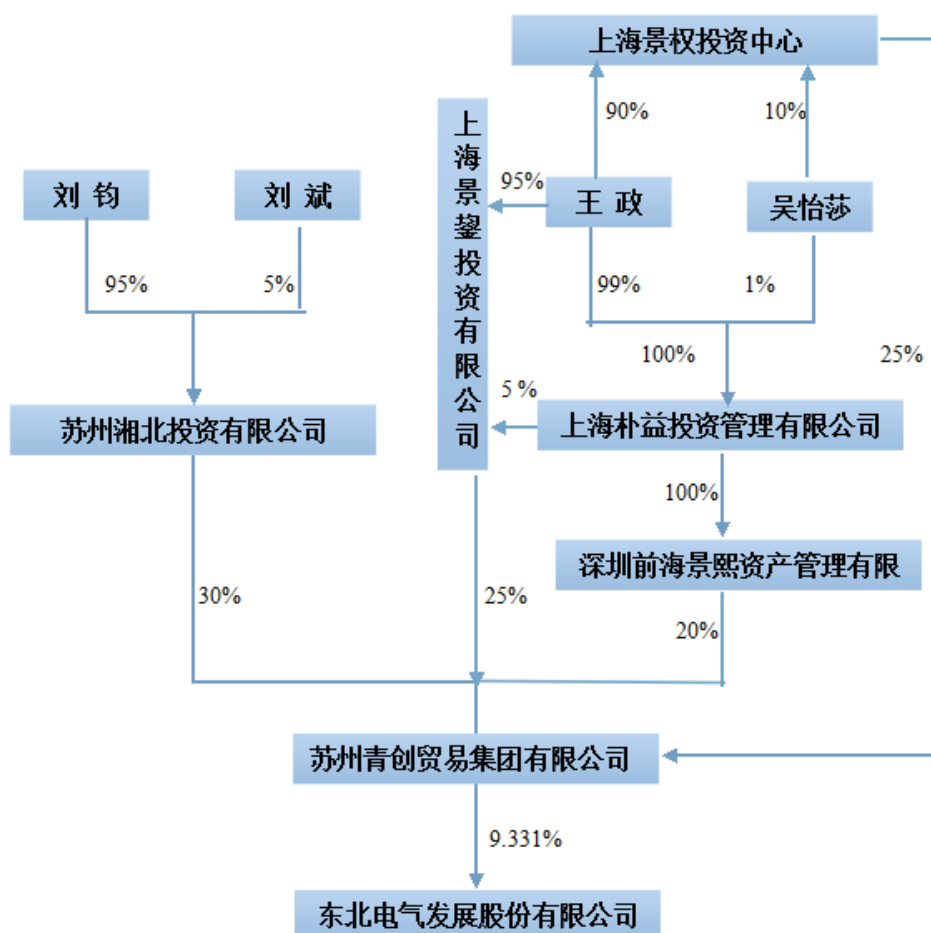 上海景权投资中心
90%
10%
上海景鋆投资有限公司
刘 钧
刘 斌
95%
王 政
吴怡莎
95%
5%
99%
1%
100%
25%
5 %
苏州湘北投资有限公司
上海朴益投资管理有限公司
100%
深圳前海景熙资产管理有限
30%
25%
20%
苏州青创贸易集团有限公司
9.331%
东北电气发展股份有限公司